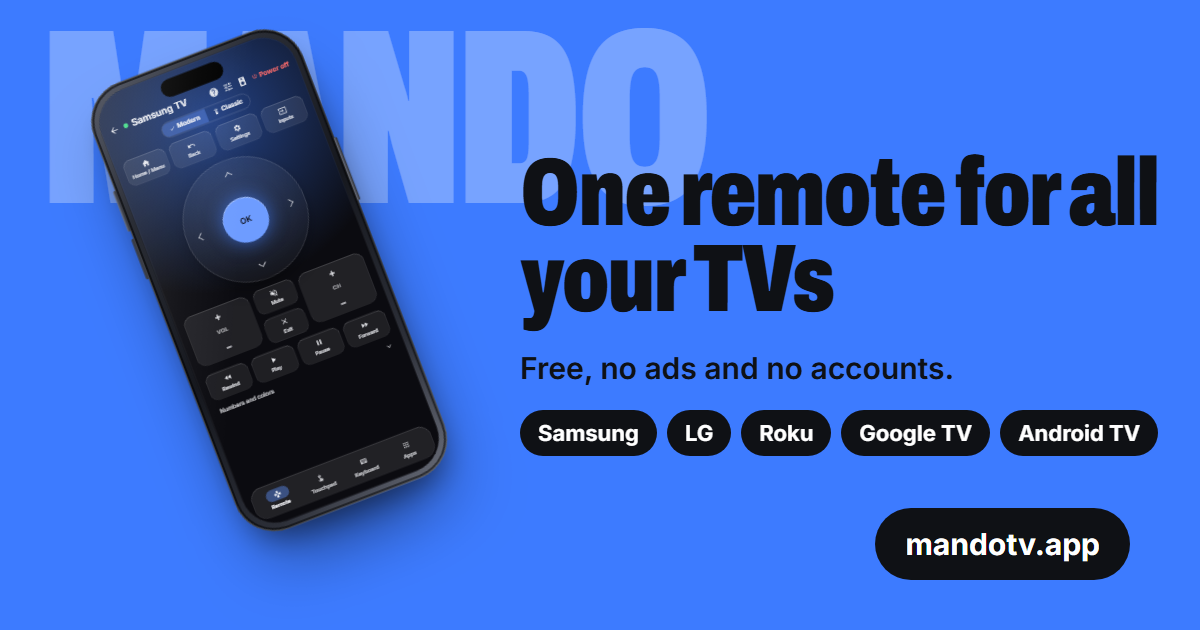 MANDO
Samsung TV
Power off
Modern
Classic
Home / Menu
Back
Settings
Inputs
OK
VOL
Mute
CH
Exit
Rewind
Play
Pause
Forward
Numbers and colors
Remote
Touchpad
Keyboard
Apps
One remote for all
your TVs
Free, no ads and no accounts.
Samsung LG Roku Google TV Android TV
mandotv.app